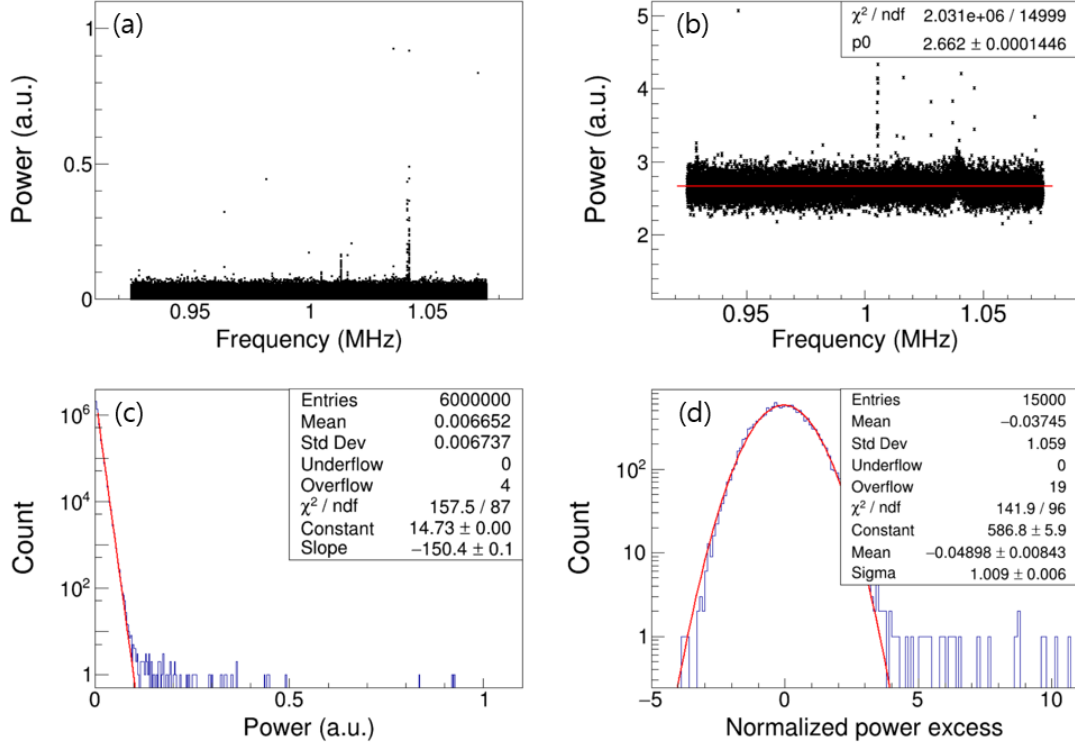 (a)
Power (a.u.)
1
0.5
0
0.95
1
1.05
Frequency (MHz)
(b)
χ² / ndf 2.031e+06 / 14999
p0 2.662 ± 0.0001446
Power (a.u.)
5
4
3
2
0.95
1
1.05
Frequency (MHz)
(c)
Entries 6000000
Mean 0.006652
Std Dev 0.006737
Underflow 0
Overflow 4
χ² / ndf 157.5 / 87
Constant 14.73 ± 0.00
Slope −150.4 ± 0.1
Count
10⁶
10⁴
10²
1
0
0.5
1
Power (a.u.)
(d)
Entries 15000
Mean −0.03745
Std Dev 1.059
Underflow 0
Overflow 19
χ² / ndf 141.9 / 96
Constant 586.8 ± 5.9
Mean −0.04898 ± 0.00843
Sigma 1.009 ± 0.006
Count
10²
10
1
−5
0
5
10
Normalized power excess